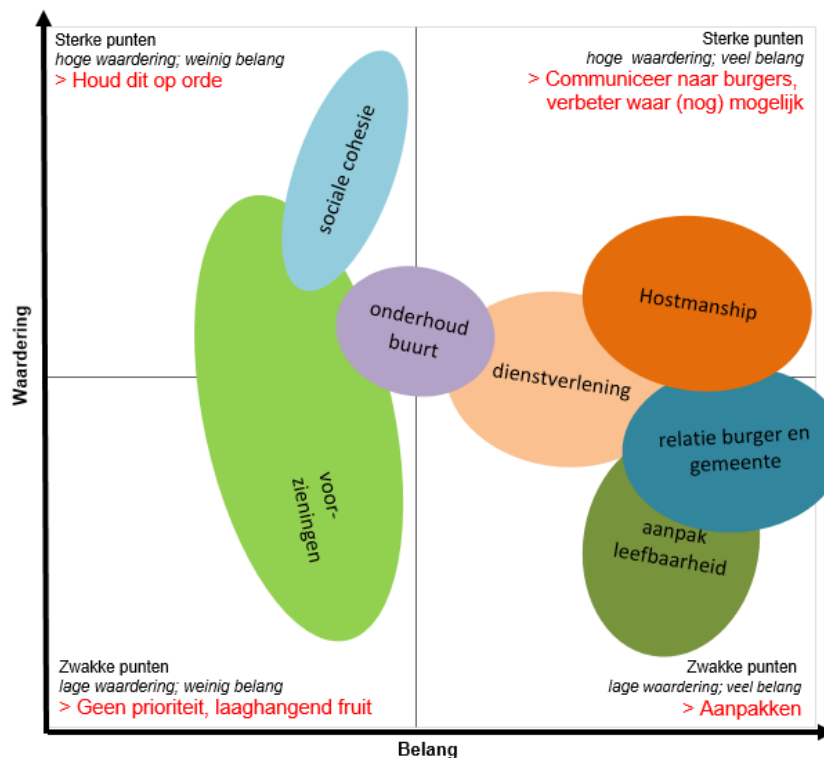 Sterke punten
hoge waardering; weinig belang
> Houd dit op orde
Sterke punten
hoge waardering; veel belang
> Communiceer naar burgers,
verbeter waar (nog) mogelijk
sociale cohesie
onderhoud
buurt
Hostmanship
dienstverlening
relatie burger en
gemeente
aanpak
leefbaarheid
voor-
zieningen
Waardering
Zwakke punten
lage waardering; weinig belang
> Geen prioriteit, laaghangend fruit
Zwakke punten
lage waardering; veel belang
> Aanpakken
Belang